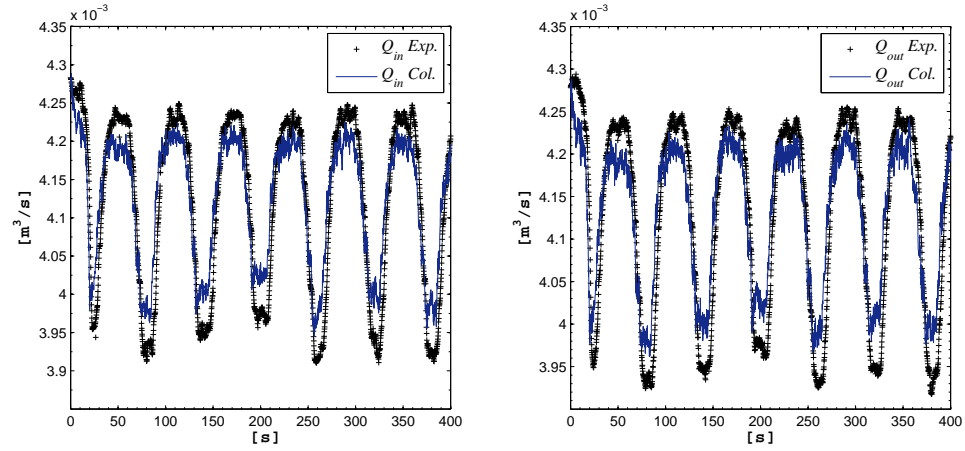 x 10⁻³
4.35
4.3
4.25
4.2
4.15
4.1
4.05
4
3.95
3.9
[m³/s]
0 50 100 150 200 250 300 350 400
[s]
Q_in Exp.
Q_in Col.
x 10⁻³
4.35
4.3
4.25
4.2
4.15
4.1
4.05
4
3.95
[m³/s]
0 50 100 150 200 250 300 350 400
[s]
Q_out Exp.
Q_out Col.